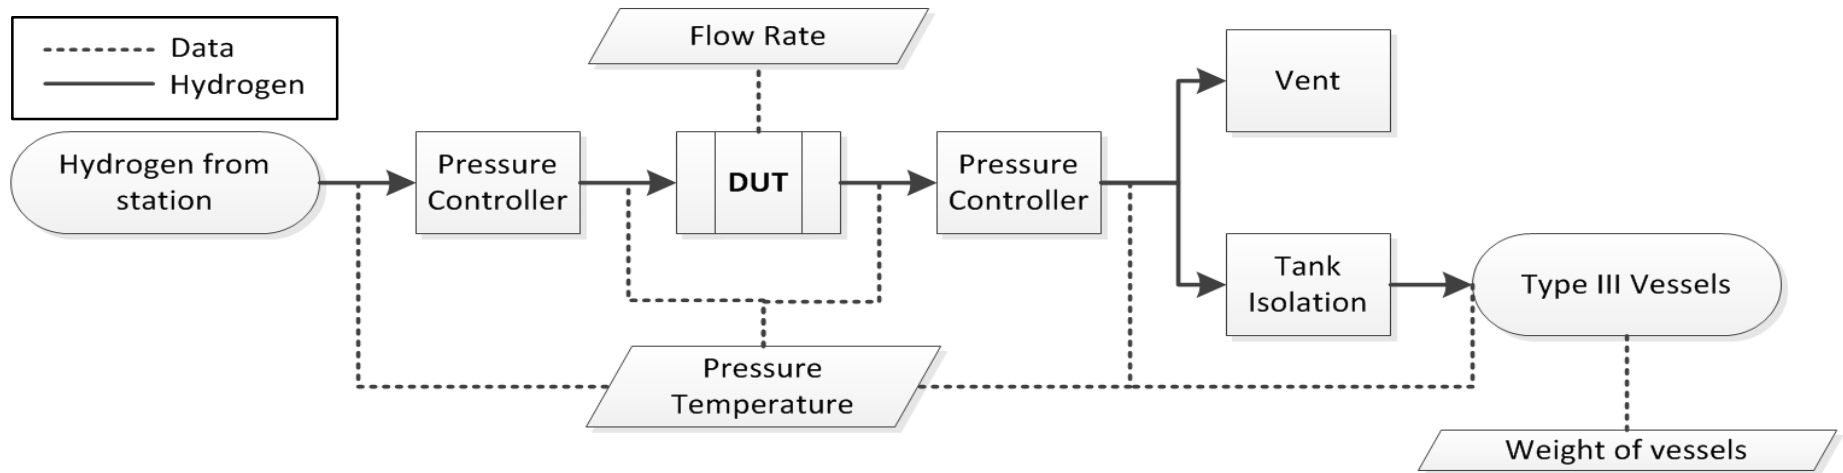 Data
Hydrogen
Flow Rate
Vent
Hydrogen from
station
Pressure
Controller
DUT
Pressure
Controller
Tank
Isolation
Type III Vessels
Pressure
Temperature
Weight of vessels